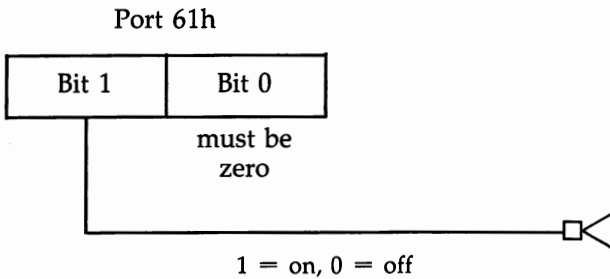 Port 61h
Bit 1 Bit 0
must be
zero
1 = on, 0 = off